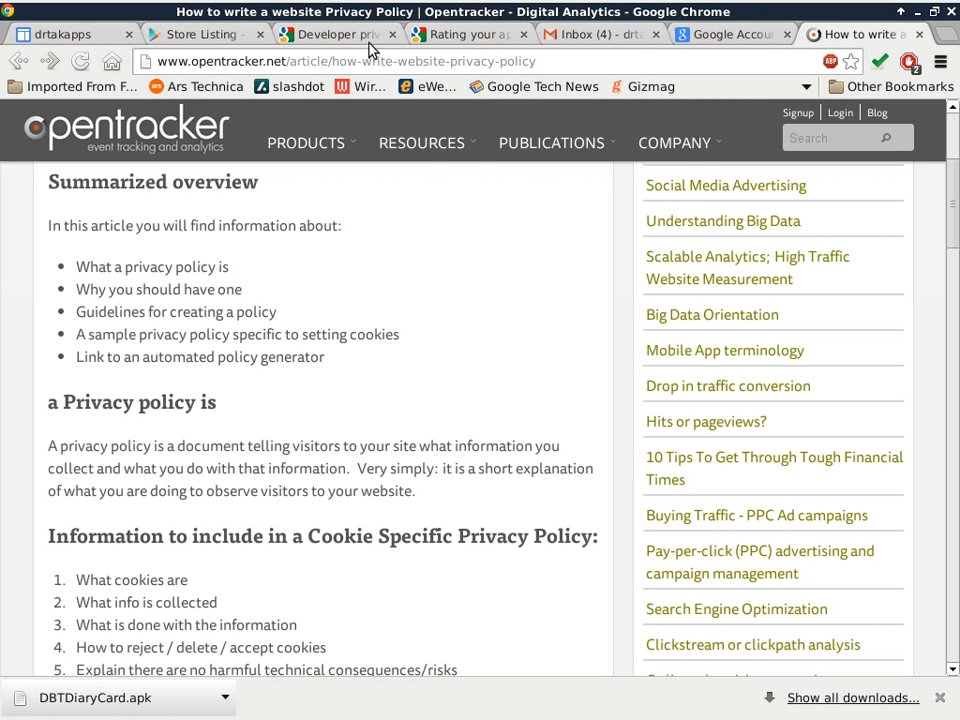 How to write a website Privacy Policy | Opentracker - Digital Analytics - Google Chrome
drtakapps
Store Listing -
Developer priv
Rating your ap
Inbox (4) - drta
Google Accou
How to write a
www.opentracker.net/article/how-write-website-privacy-policy
ABP
2
Imported From F...
Ars Technica
slashdot
Wir...
eWe...
Google Tech News
Gizmag
Other Bookmarks
opentracker
event tracking and analytics
PRODUCTS
RESOURCES
PUBLICATIONS
COMPANY
Signup
Login
Blog
Search
Summarized overview
In this article you will find information about:
What a privacy policy is
Why you should have one
Guidelines for creating a policy
A sample privacy policy specific to setting cookies
Link to an automated policy generator
a Privacy policy is
A privacy policy is a document telling visitors to your site what information you
collect and what you do with that information.  Very simply: it is a short explanation
of what you are doing to observe visitors to your website.
Information to include in a Cookie Specific Privacy Policy:
1. What cookies are
2. What info is collected
3. What is done with the information
4. How to reject / delete / accept cookies
5. Explain there are no harmful technical consequences/risks
Social Media Advertising
Understanding Big Data
Scalable Analytics; High Traffic
Website Measurement
Big Data Orientation
Mobile App terminology
Drop in traffic conversion
Hits or pageviews?
10 Tips To Get Through Tough Financial
Times
Buying Traffic - PPC Ad campaigns
Pay-per-click (PPC) advertising and
campaign management
Search Engine Optimization
Clickstream or clickpath analysis
DBTDiaryCard.apk
Show all downloads...